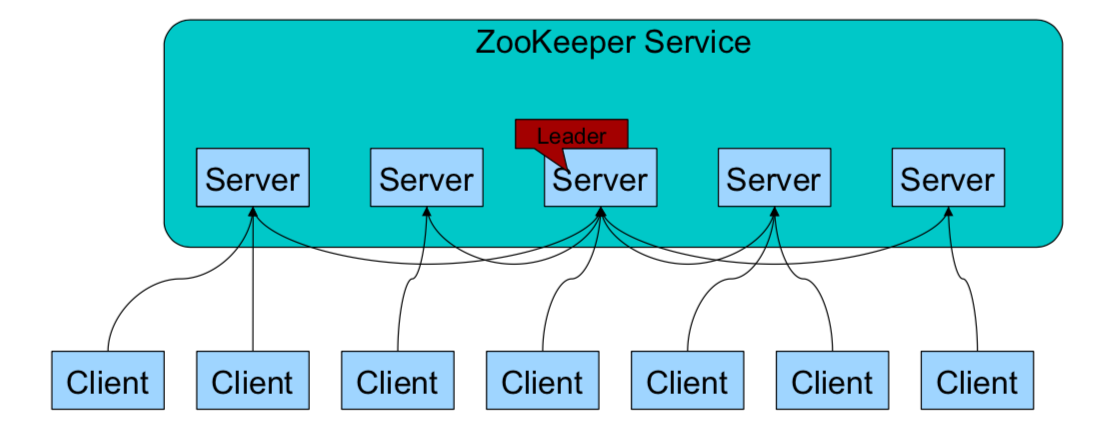 ZooKeeper Service
Leader
Server
Server
Server
Server
Server
Client
Client
Client
Client
Client
Client
Client